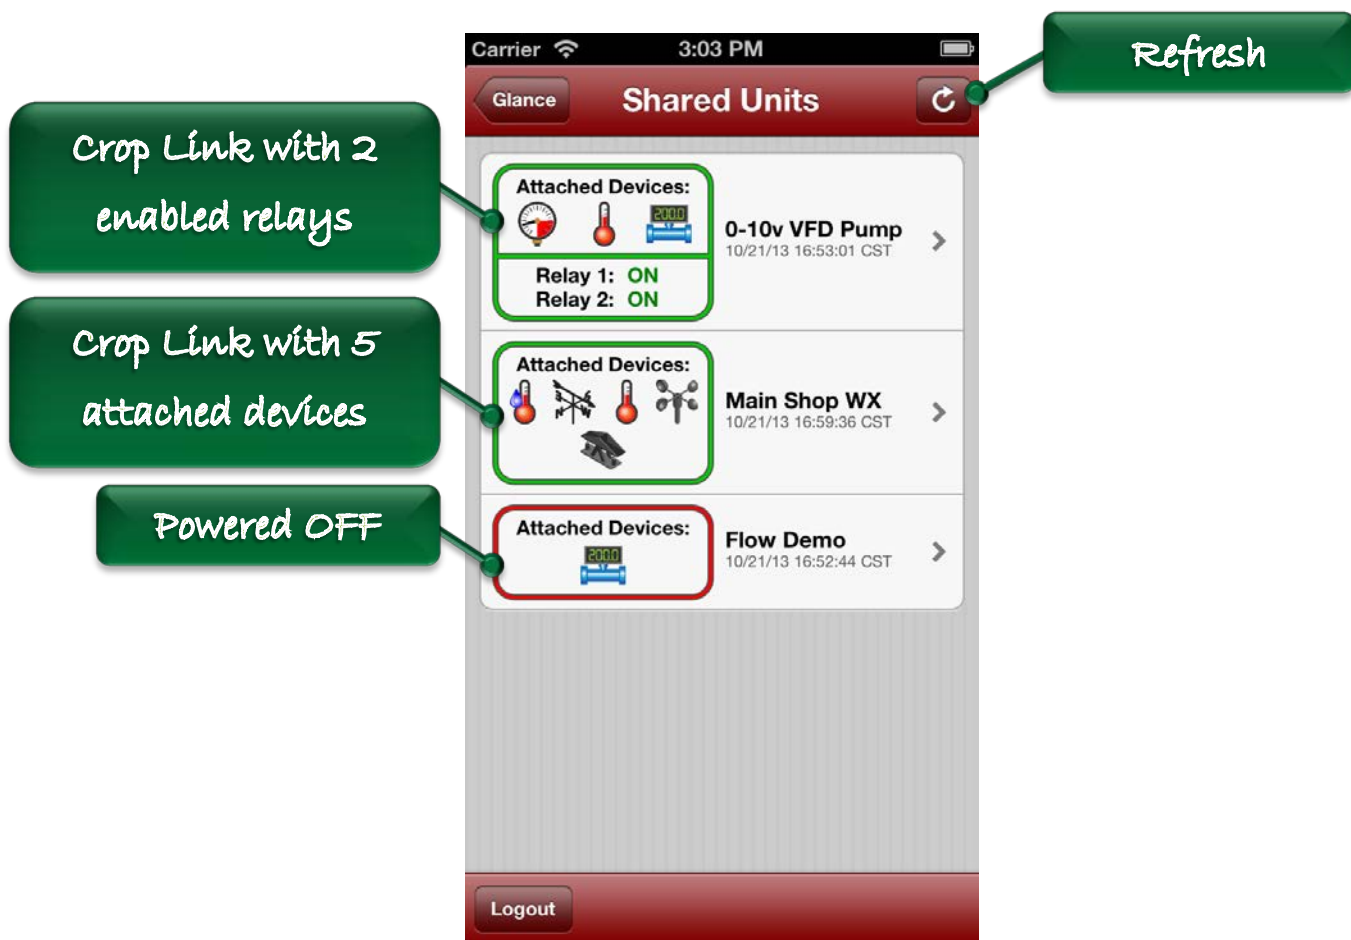 Refresh
Carrier 3:03 PM
Glance Shared Units
Crop Link with 2
enabled relays
Attached Devices:
200.0
0-10v VFD Pump
10/21/13 16:53:01 CST
Relay 1: ON
Relay 2: ON
Crop Link with 5
attached devices
Attached Devices:
N W
Main Shop WX
10/21/13 16:59:36 CST
Powered OFF
Attached Devices:
200.0
Flow Demo
10/21/13 16:52:44 CST
Logout